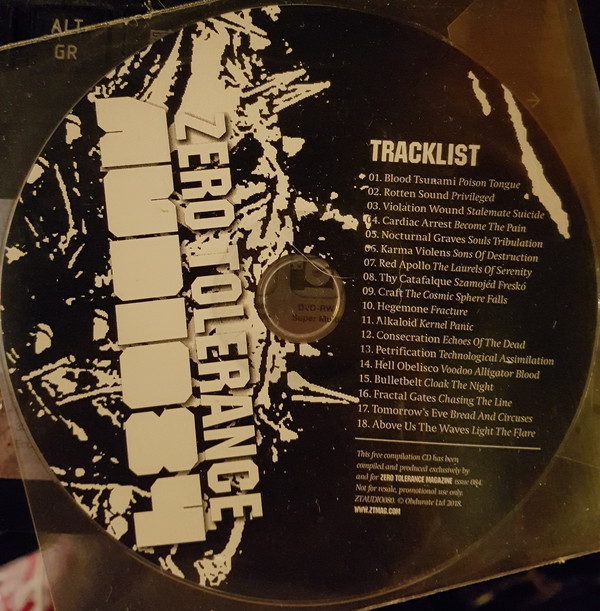 ALT
GR
ZERO TOLERANCE
AUDIO
TRACKLIST
01. Blood Tsunami Poison Tongue
02. Rotten Sound Privileged
03. Violation Wound Stalemate Suicide
04. Cardiac Arrest Become The Pain
05. Nocturnal Graves Souls Tribulation
06. Karma Violens Sons Of Destruction
07. Red Apollo The Laurels Of Serenity
08. Thy Catafalque Szamojéd Freskó
09. Craft The Cosmic Sphere Falls
10. Hegemone Fracture
11. Alkaloid Kernel Panic
12. Consecration Echoes Of The Dead
13. Petrification Technological Assimilation
14. Hell Obelisco Voodoo Alligator Blood
15. Bulletbelt Cloak The Night
16. Fractal Gates Chasing The Line
17. Tomorrow's Eve Bread And Circuses
18. Above Us The Waves Light The Flare
This free compilation CD has been
compiled and produced exclusively by
and for ZERO TOLERANCE MAGAZINE issue 084.
Not for resale, promotional use only.
ZTAUDIO080. © Obdurate Ltd 2018.
WWW.ZTMAG.COM
DVD-RW
Super Mul